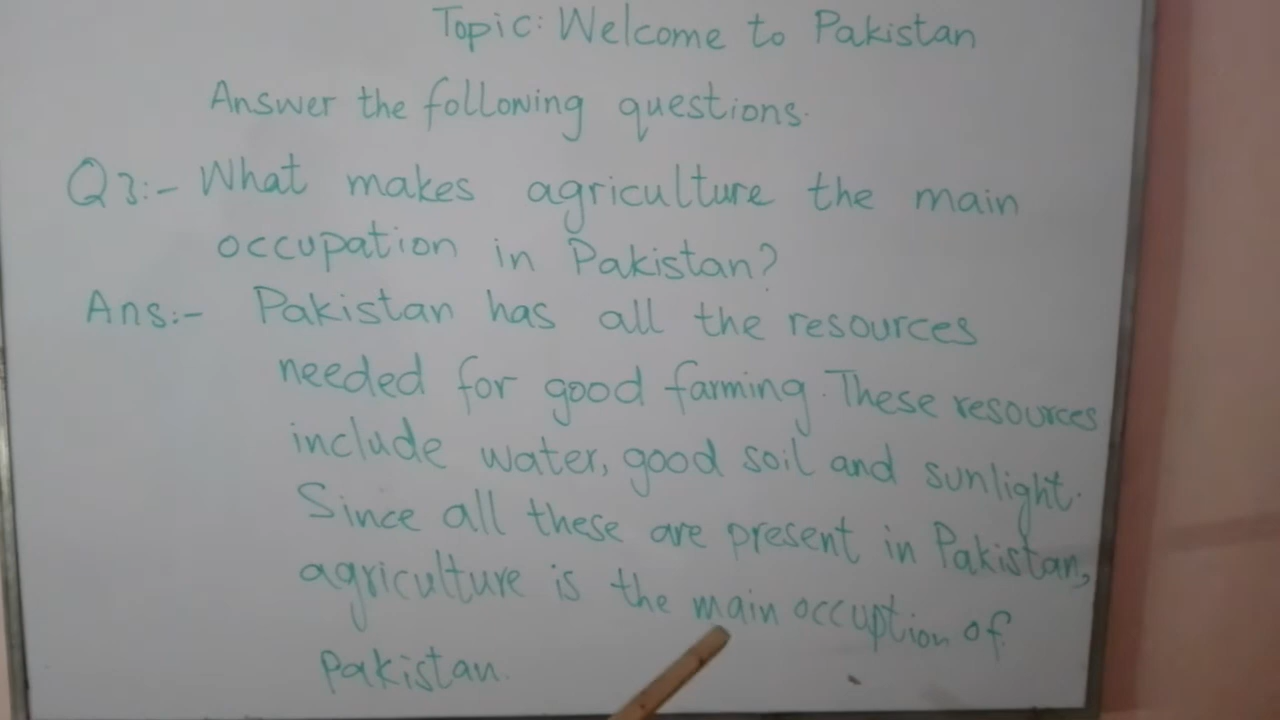 Topic: Welcome to Pakistan
Answer the following questions.
Q3:- What makes agriculture the main
occupation in Pakistan?
Ans:- Pakistan has all the resources
needed for good farming. These resources
include water, good soil and sunlight.
Since all these are present in Pakistan,
agriculture is the main occuption of
Pakistan.